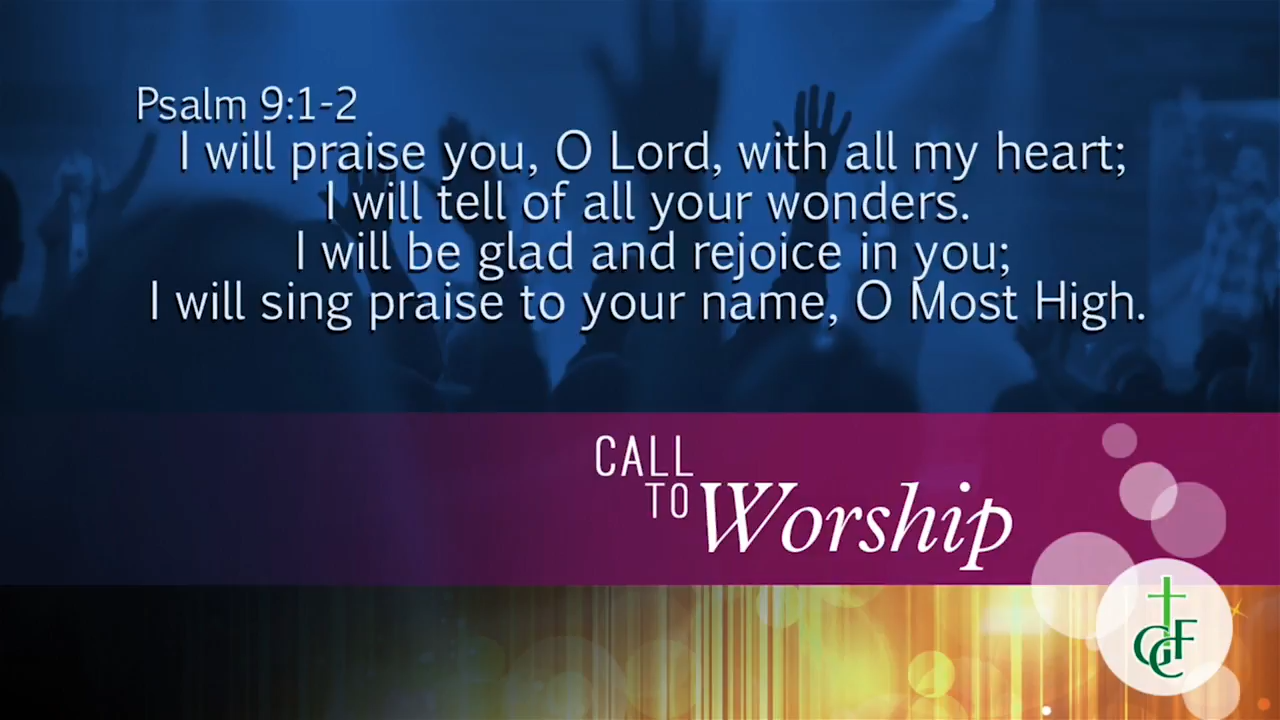 Psalm 9:1-2
I will praise you, O Lord, with all my heart;
I will tell of all your wonders.
I will be glad and rejoice in you;
I will sing praise to your name, O Most High.
CALL
TO Worship
GCF